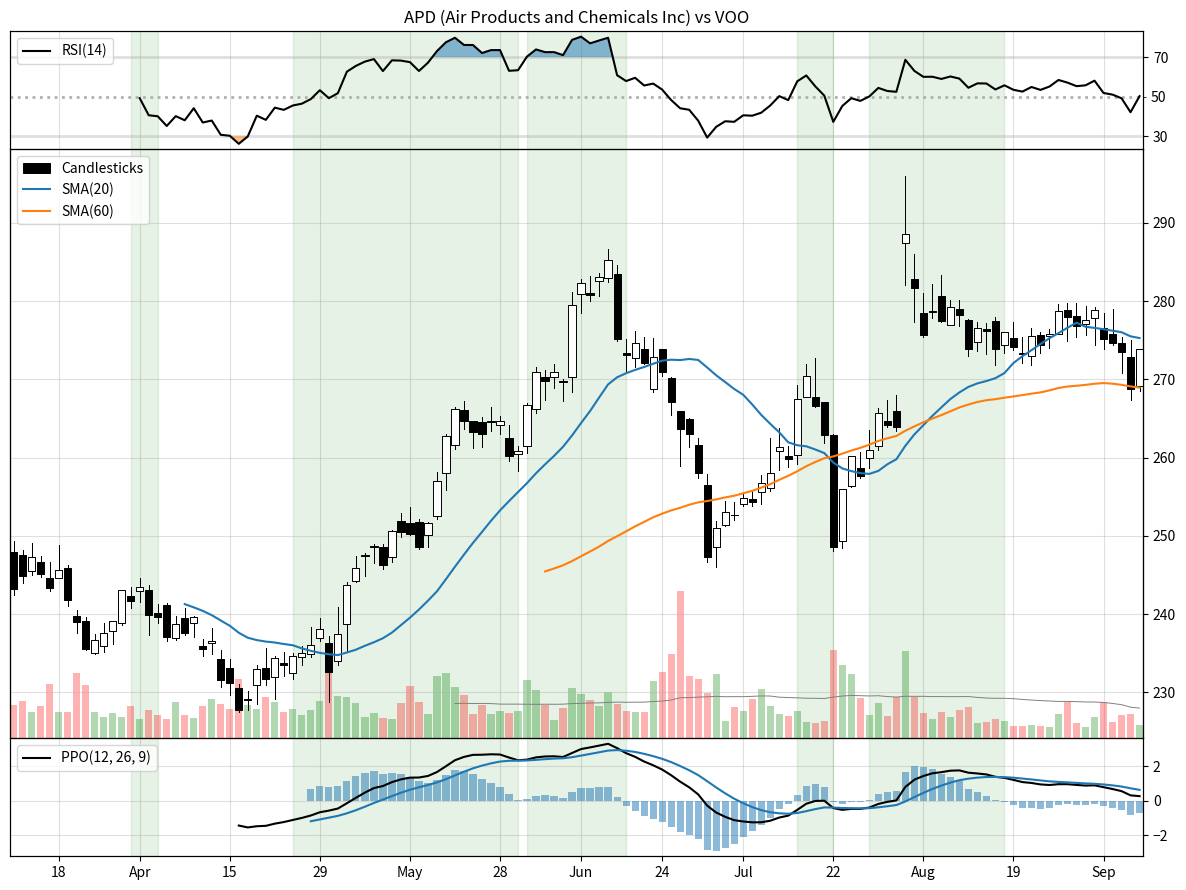 APD (Air Products and Chemicals Inc) vs VOO
RSI(14)
70
50
30
Candlesticks
SMA(20)
SMA(60)
290
280
270
260
250
240
230
PPO(12, 26, 9)
2
0
−2
18 Apr 15 29 May 28 Jun 24 Jul 22 Aug 19 Sep